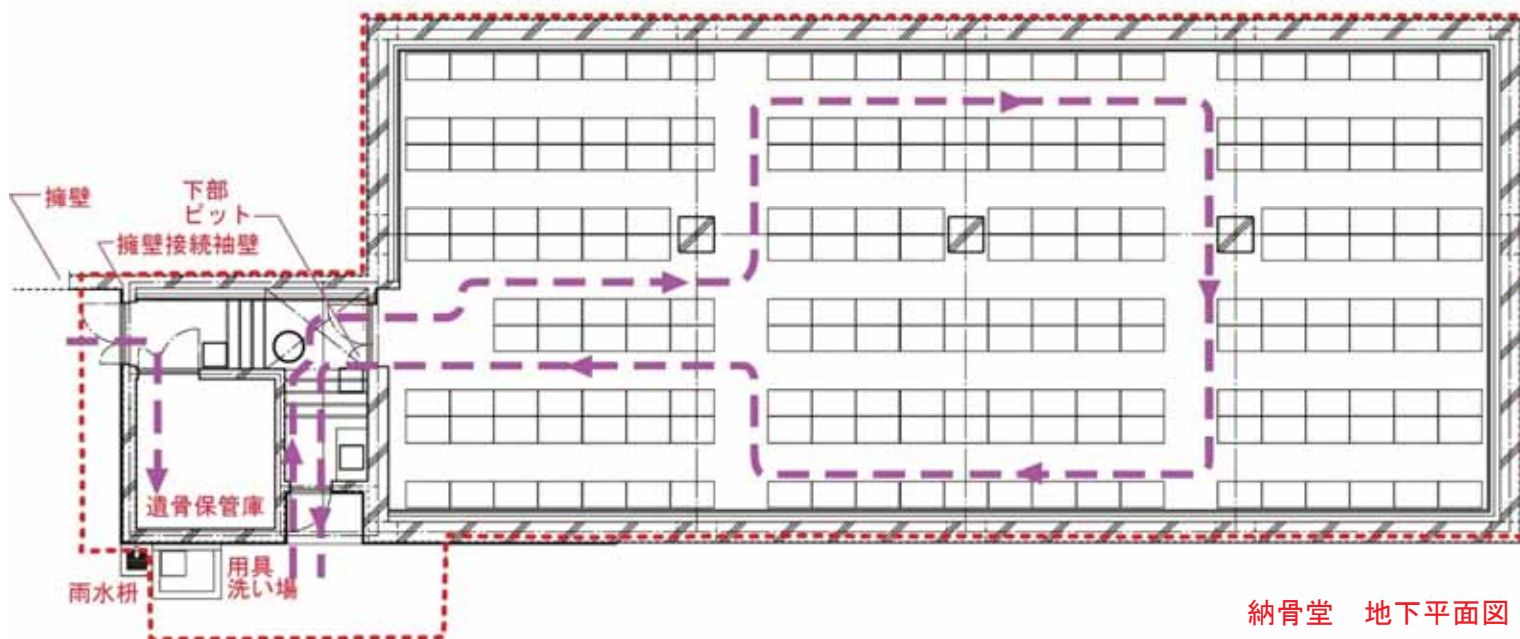 擁壁
下部
ピット
擁壁接続袖壁
遺骨保管庫
雨水枡
用具
洗い場
納骨堂　地下平面図